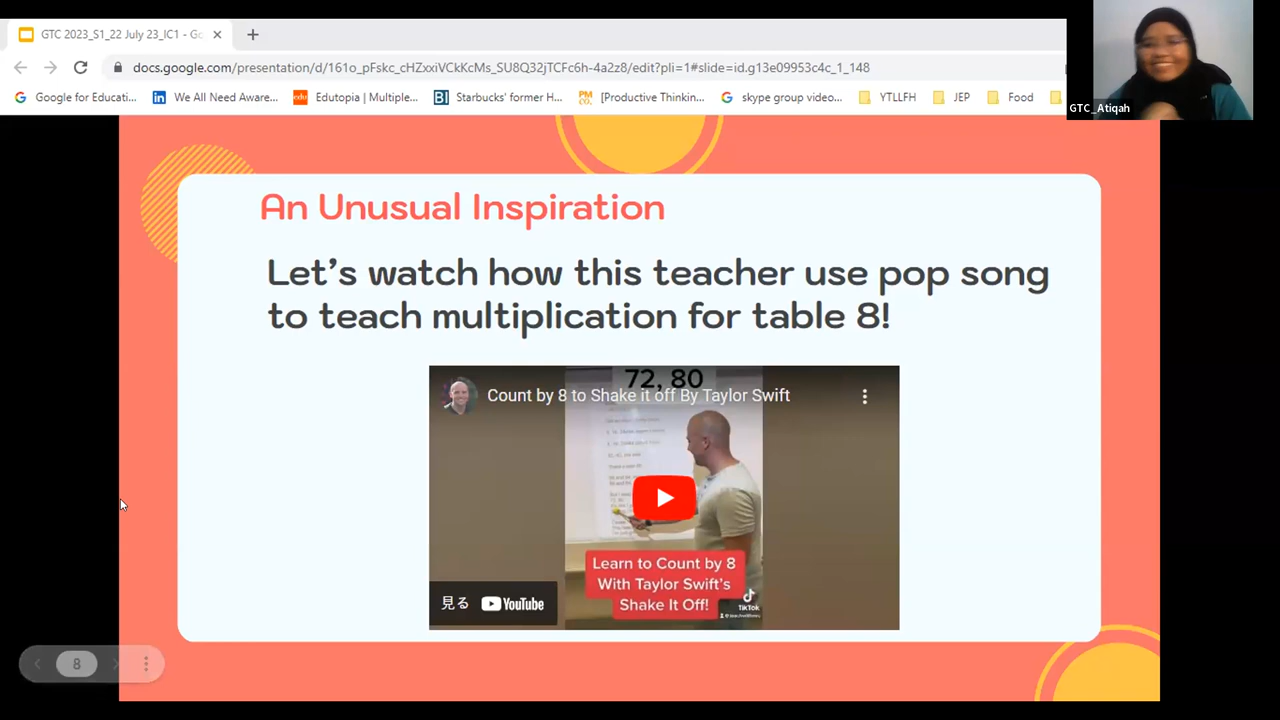 GTC 2023_S1_22 July 23_IC1 - Go
docs.google.com/presentation/d/161o_pFskc_cHZxxiVCkKcMs_SU8Q32jTCFc6h-4a2z8/edit?pli=1#slide=id.g13e09953c4c_1_148
Google for Educati... We All Need Aware... Edutopia | Multiple... Starbucks' former H... [Productive Thinkin... skype group video... YTLLFH JEP Food
GTC_Atiqah
An Unusual Inspiration
Let's watch how this teacher use pop song
to teach multiplication for table 8!
72, 80
Count by 8 to Shake it off By Taylor Swift
Learn to Count by 8
With Taylor Swift's
Shake It Off!
TikTok
見る YouTube
8